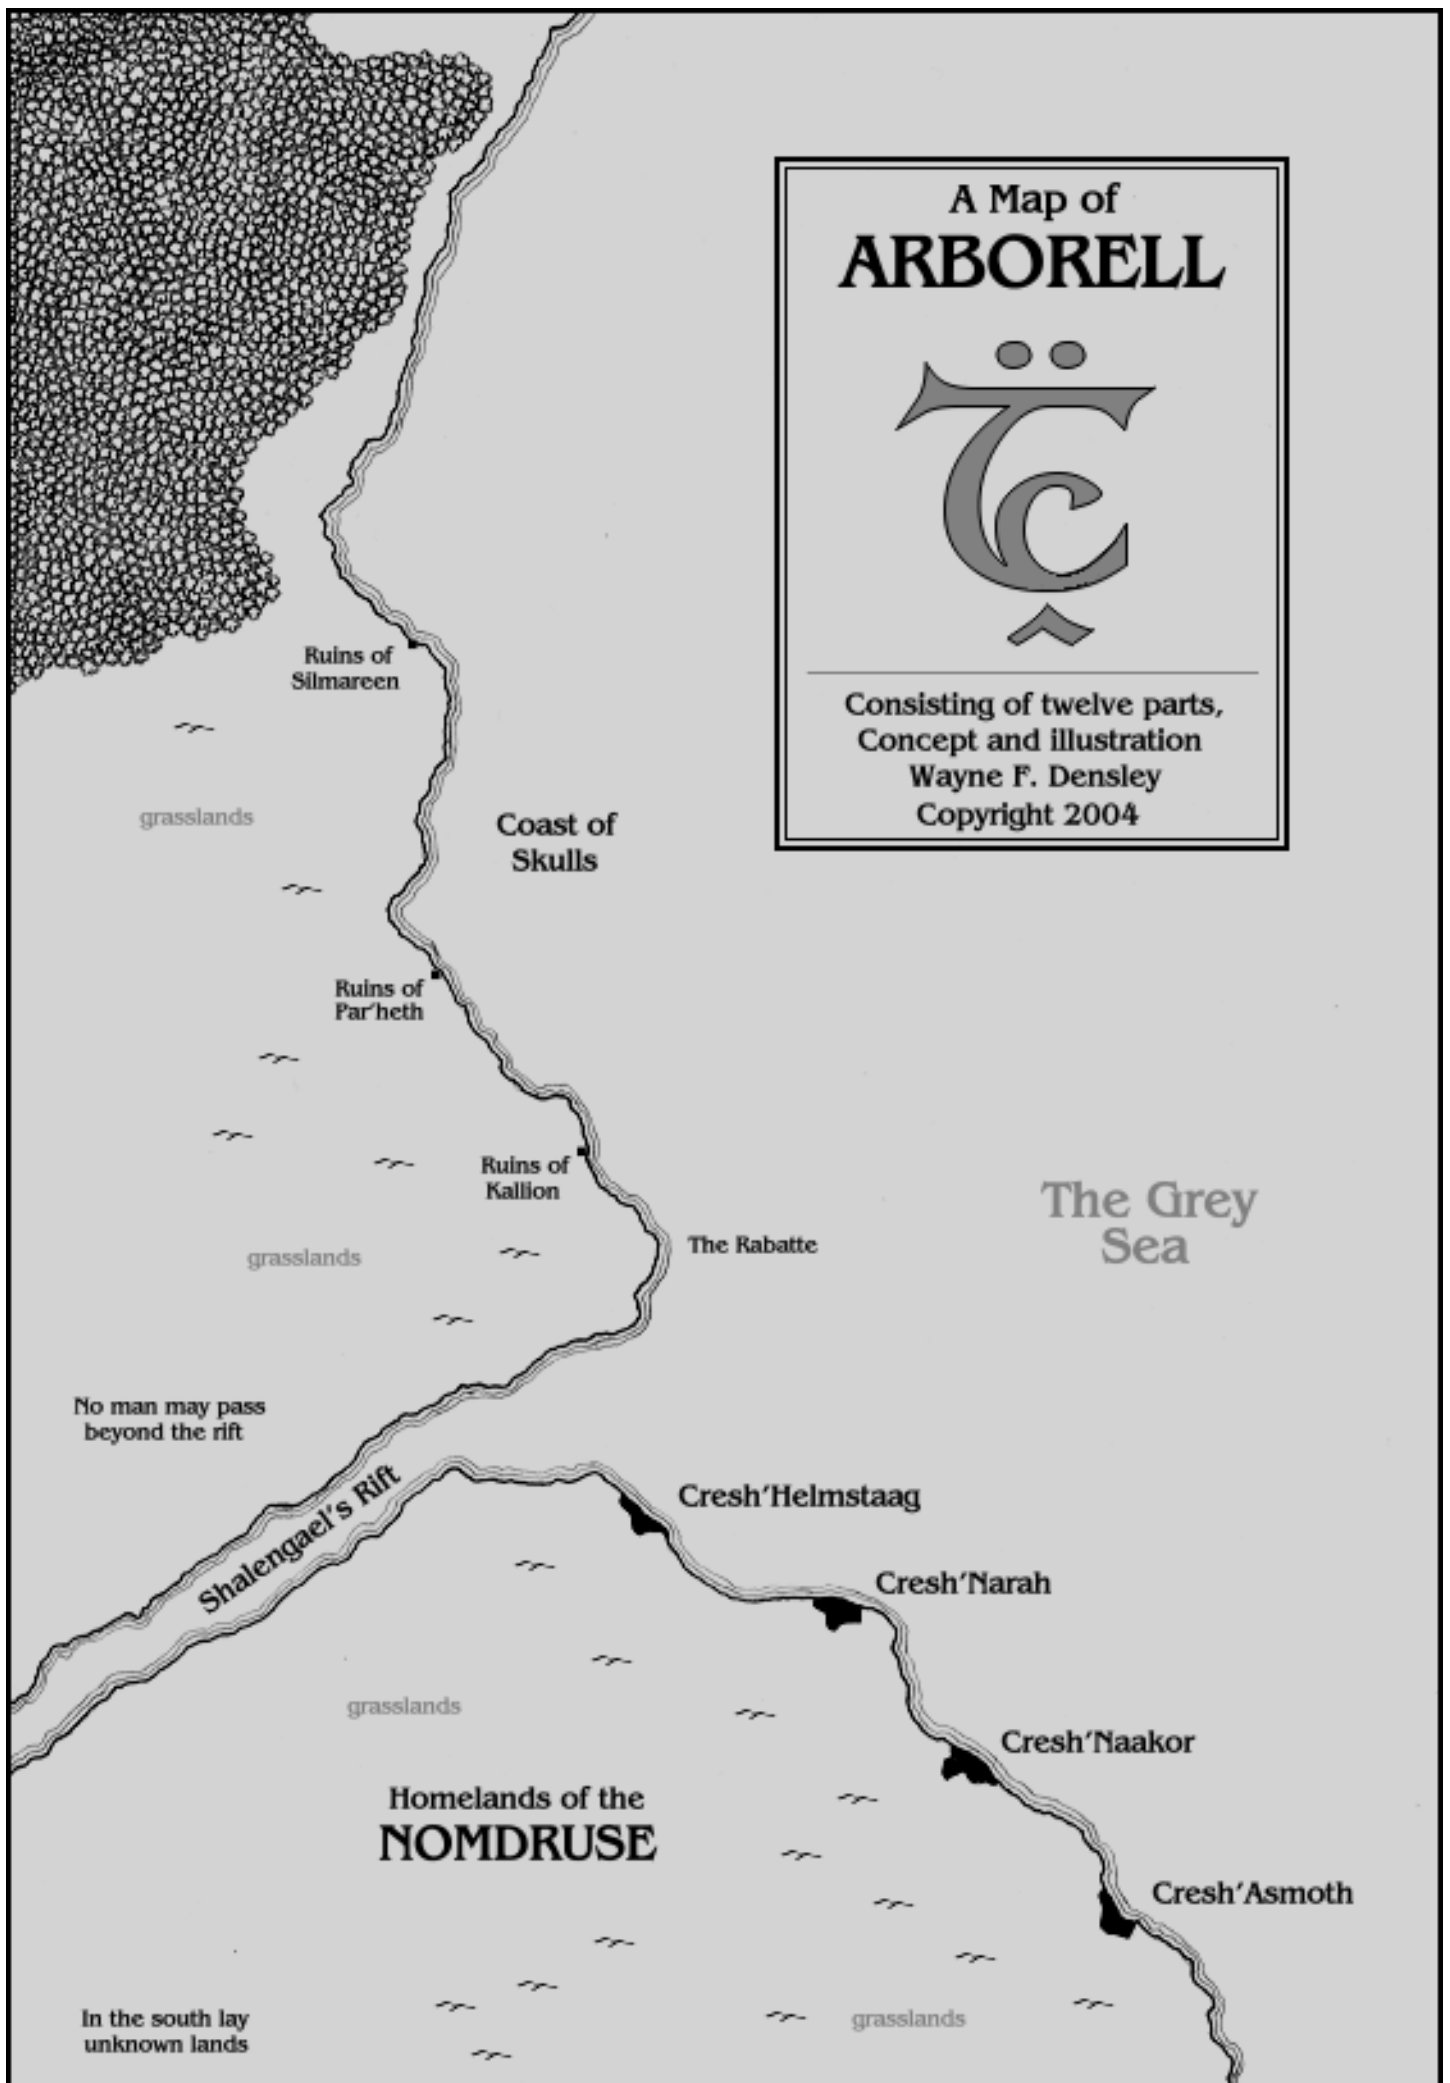 A Map of
ARBORELL
Consisting of twelve parts,
Concept and illustration
Wayne F. Densley
Copyright 2004
Ruins of
Silmareen
grasslands
Coast of
Skulls
Ruins of
Par'heth
Ruins of
Kallion
The Grey
Sea
The Rabatte
grasslands
No man may pass
beyond the rift
Shalengael's Rift
Cresh'Helmstaag
Cresh'Narah
grasslands
Cresh'Naakor
Homelands of the
NOMDRUSE
Cresh'Asmoth
In the south lay
unknown lands
grasslands